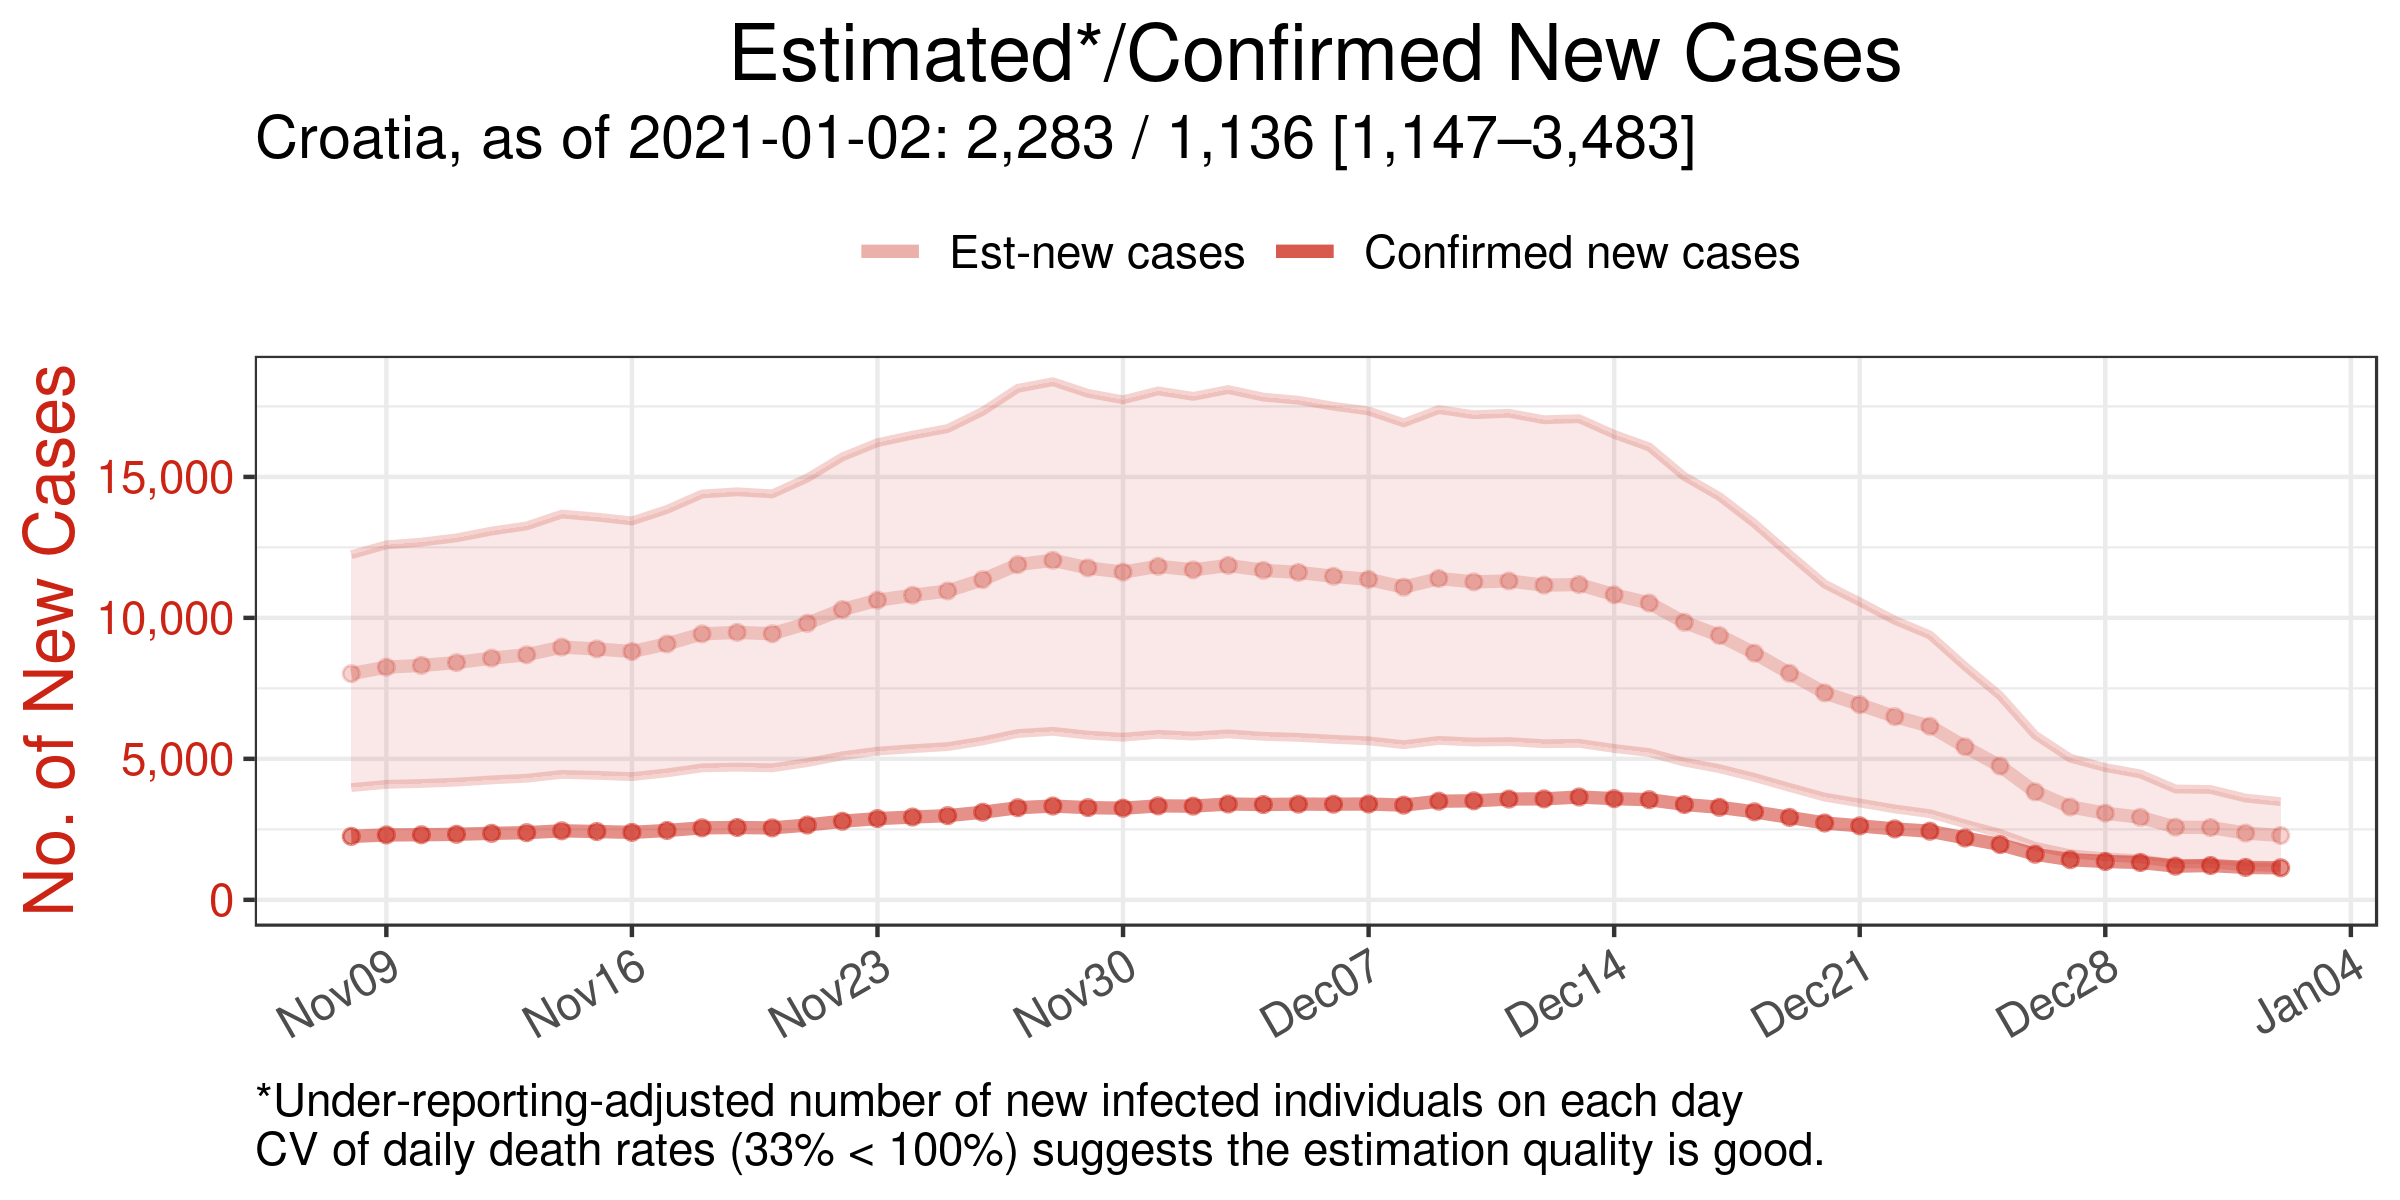 Estimated*/Confirmed New Cases
Croatia, as of 2021-01-02: 2,283 / 1,136 [1,147–3,483]
Est-new cases
Confirmed new cases
No. of New Cases
15,000
10,000
5,000
0
Nov09
Nov16
Nov23
Nov30
Dec07
Dec14
Dec21
Dec28
Jan04
*Under-reporting-adjusted number of new infected individuals on each day
CV of daily death rates (33% < 100%) suggests the estimation quality is good.